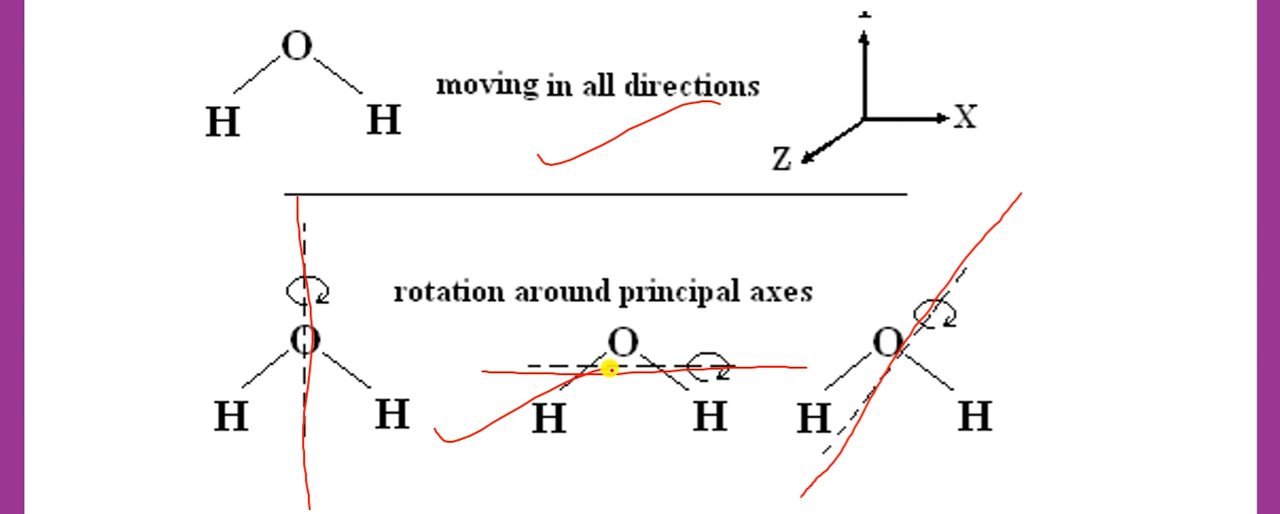 O
H H
moving in all directions
X
Z
rotation around principal axes
O O O
H H H H H H